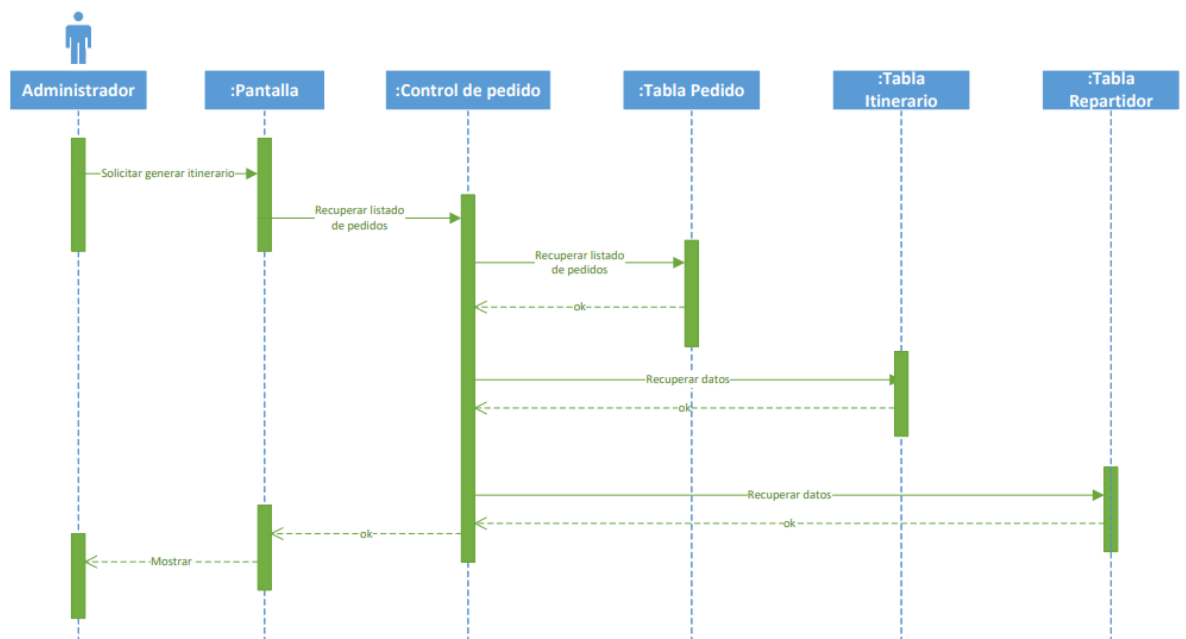 Administrador
:Pantalla
:Control de pedido
:Tabla Pedido
:Tabla
Itinerario
:Tabla
Repartidor
Solicitar generar itinerario
Recuperar listado
de pedidos
Recuperar listado
de pedidos
ok
Recuperar datos
ok
Recuperar datos
ok
ok
Mostrar